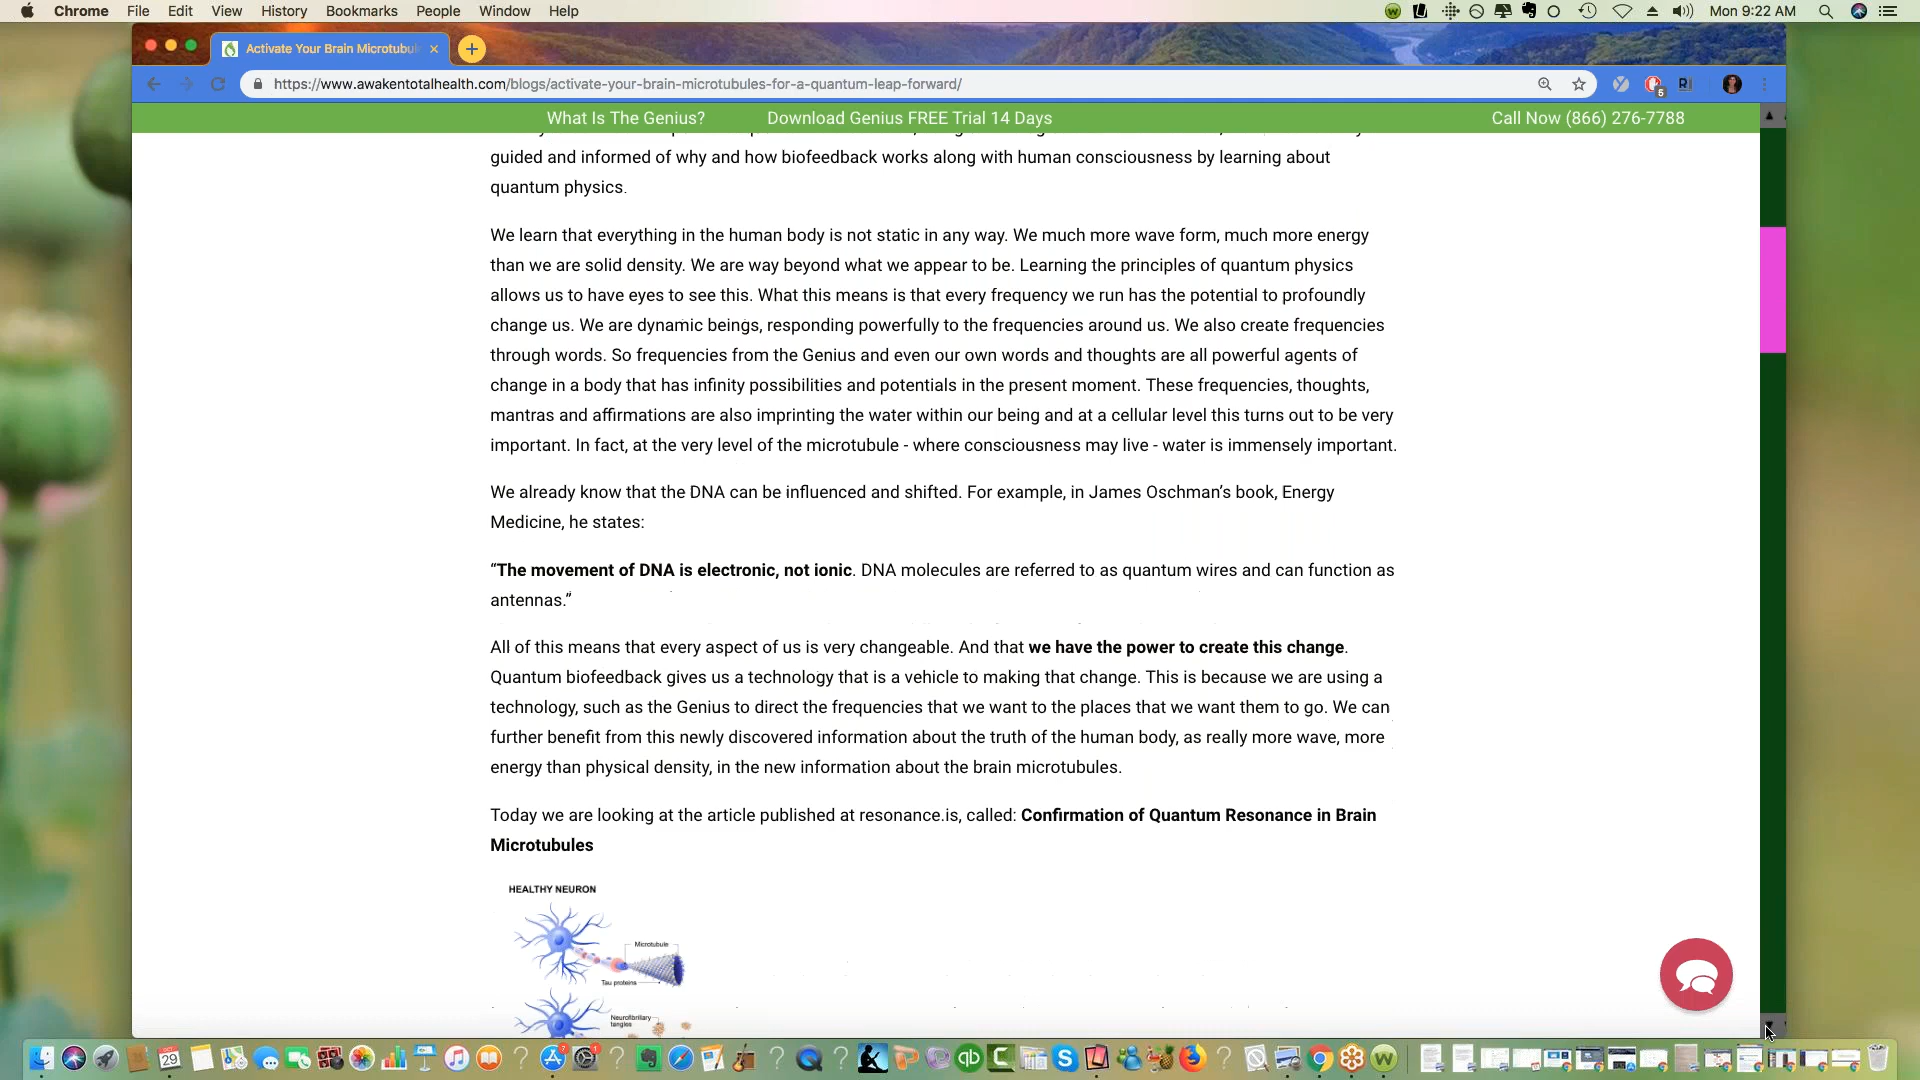 Chrome File Edit View History Bookmarks People Window Help
Mon 9:22 AM
Activate Your Brain Microtubul
https://www.awakentotalhealth.com/blogs/activate-your-brain-microtubules-for-a-quantum-leap-forward/
What Is The Genius? Download Genius FREE Trial 14 Days Call Now (866) 276-7788
guided and informed of why and how biofeedback works along with human consciousness by learning about
quantum physics.
We learn that everything in the human body is not static in any way. We much more wave form, much more energy
than we are solid density. We are way beyond what we appear to be. Learning the principles of quantum physics
allows us to have eyes to see this. What this means is that every frequency we run has the potential to profoundly
change us. We are dynamic beings, responding powerfully to the frequencies around us. We also create frequencies
through words. So frequencies from the Genius and even our own words and thoughts are all powerful agents of
change in a body that has infinity possibilities and potentials in the present moment. These frequencies, thoughts,
mantras and affirmations are also imprinting the water within our being and at a cellular level this turns out to be very
important. In fact, at the very level of the microtubule - where consciousness may live - water is immensely important.
We already know that the DNA can be influenced and shifted. For example, in James Oschman's book, Energy
Medicine, he states:
“The movement of DNA is electronic, not ionic. DNA molecules are referred to as quantum wires and can function as
antennas.”
All of this means that every aspect of us is very changeable. And that we have the power to create this change.
Quantum biofeedback gives us a technology that is a vehicle to making that change. This is because we are using a
technology, such as the Genius to direct the frequencies that we want to the places that we want them to go. We can
further benefit from this newly discovered information about the truth of the human body, as really more wave, more
energy than physical density, in the new information about the brain microtubules.
Today we are looking at the article published at resonance.is, called: Confirmation of Quantum Resonance in Brain
Microtubules
HEALTHY NEURON
Microtubule
Tau proteins
Neurofibrillary
tangles